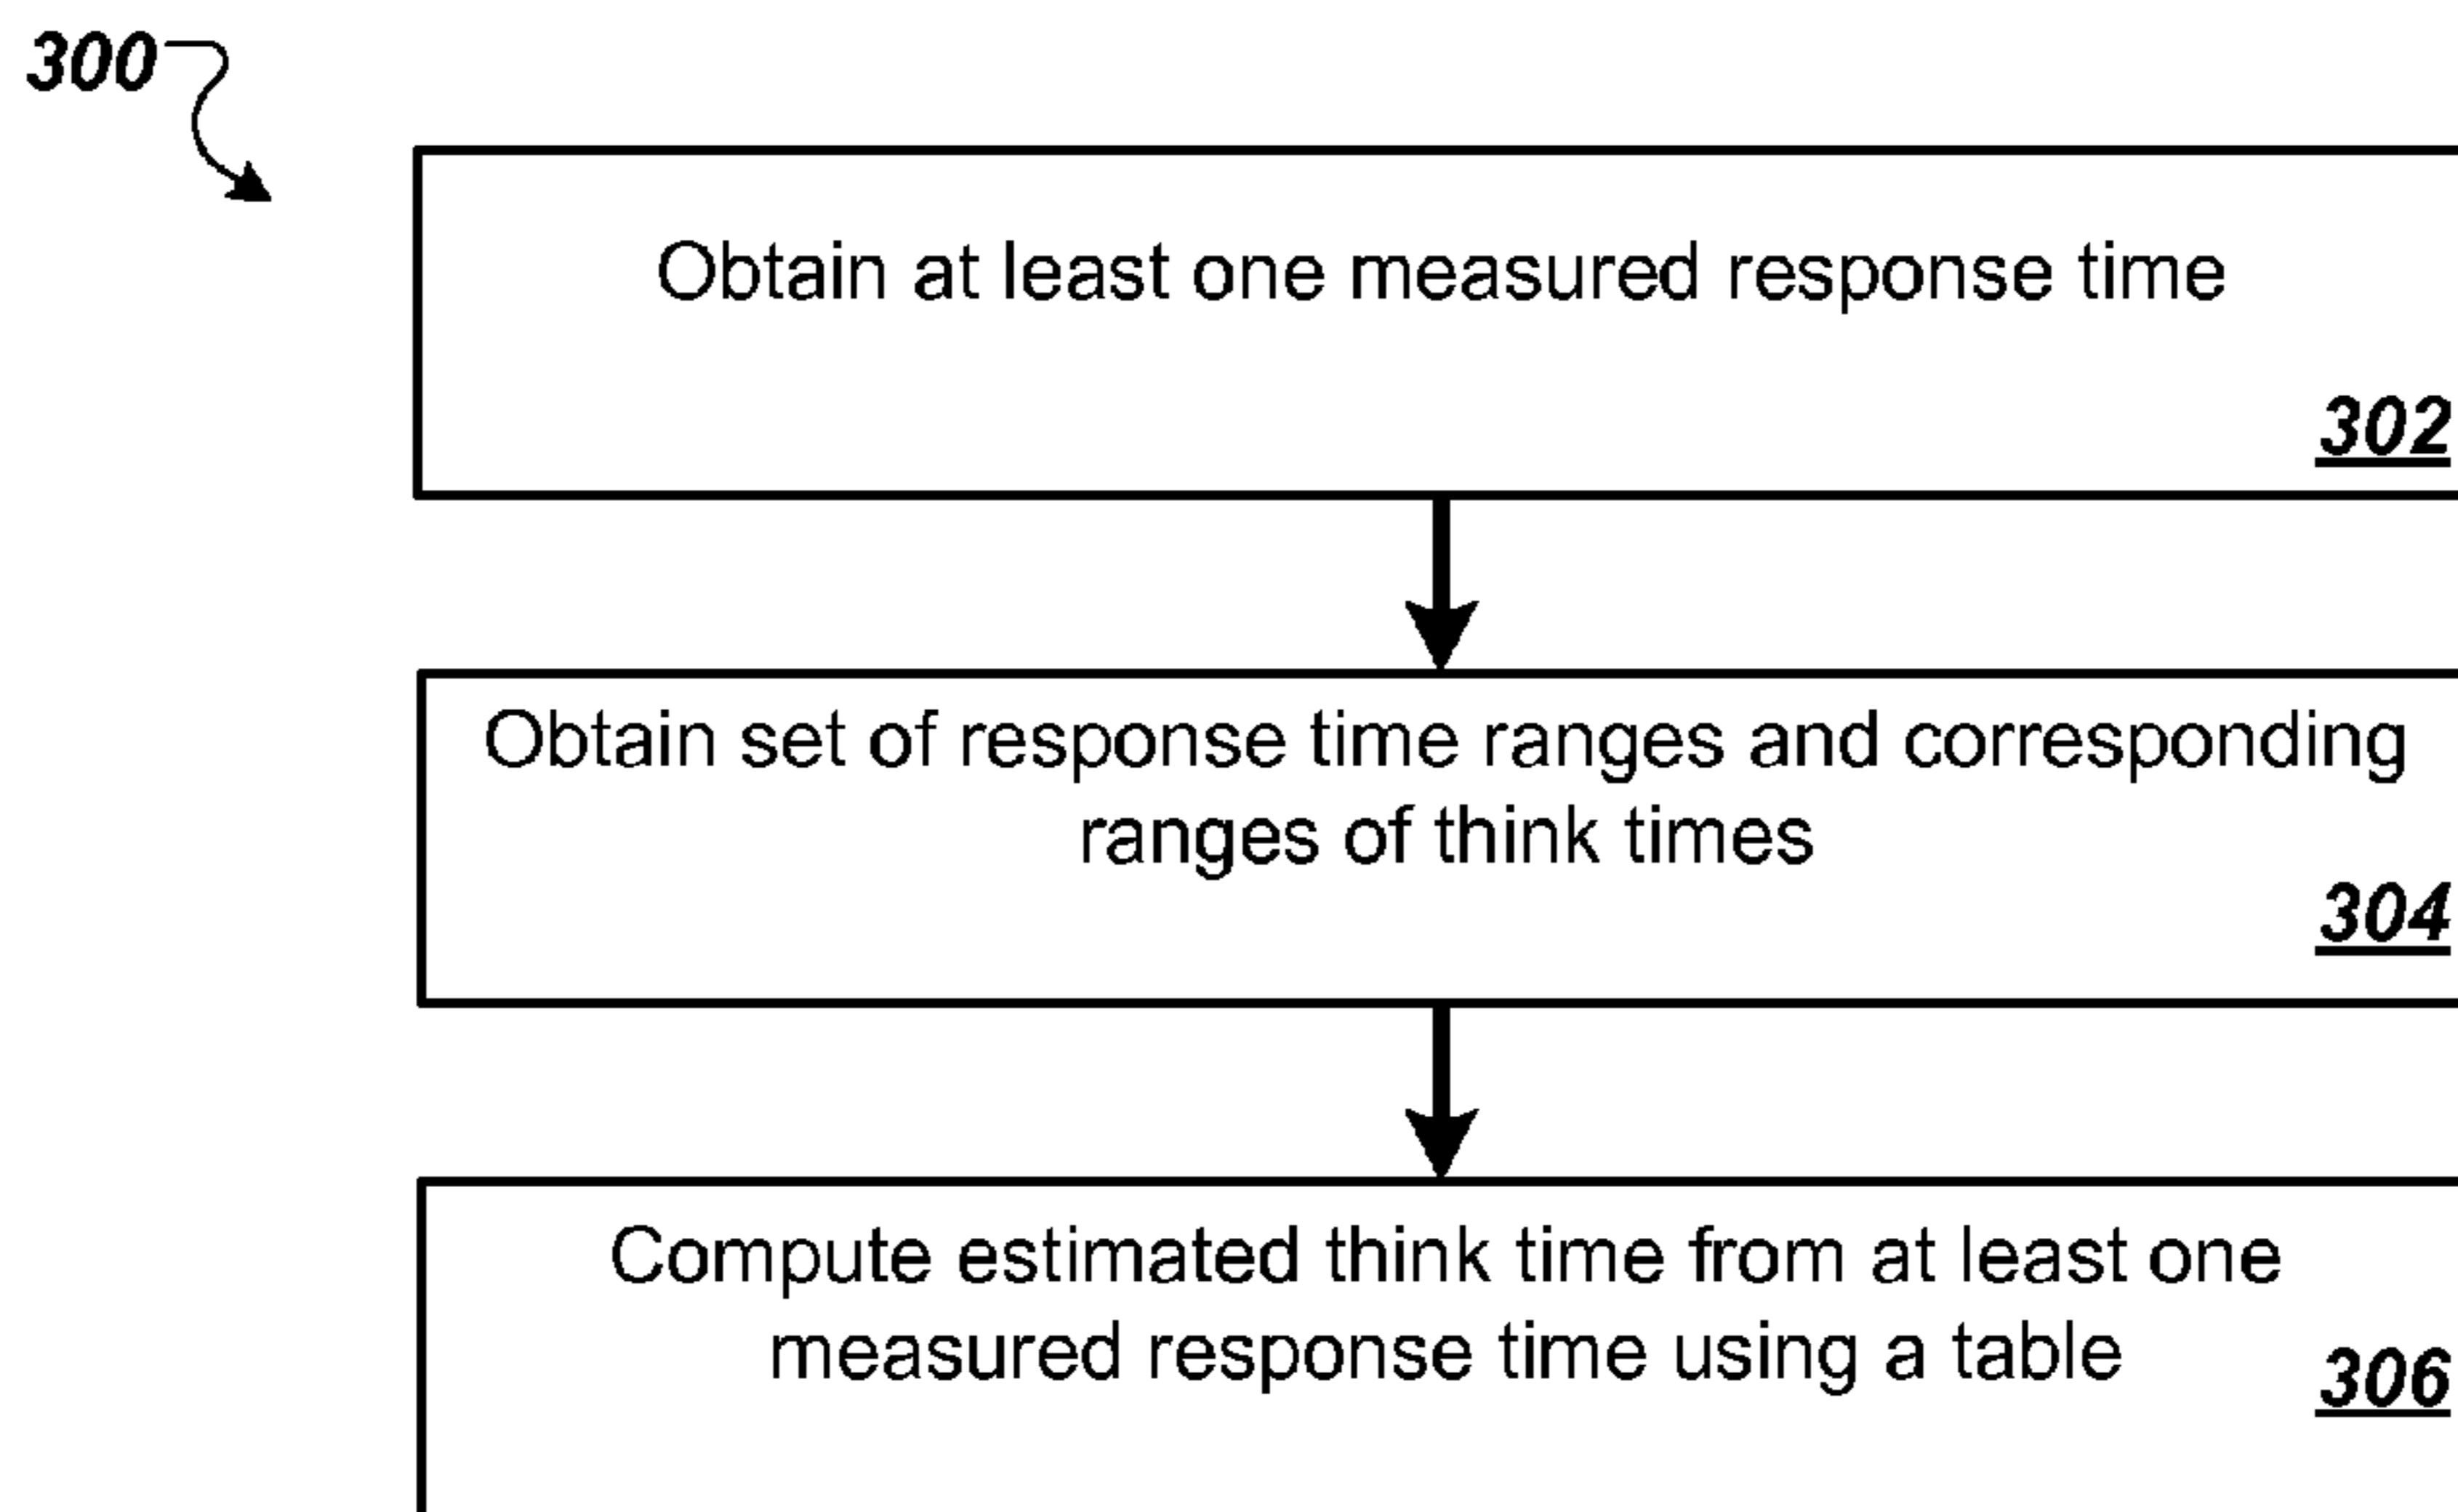 300
Obtain at least one measured response time
302
Obtain set of response time ranges and corresponding
ranges of think times
304
Compute estimated think time from at least one
measured response time using a table
306